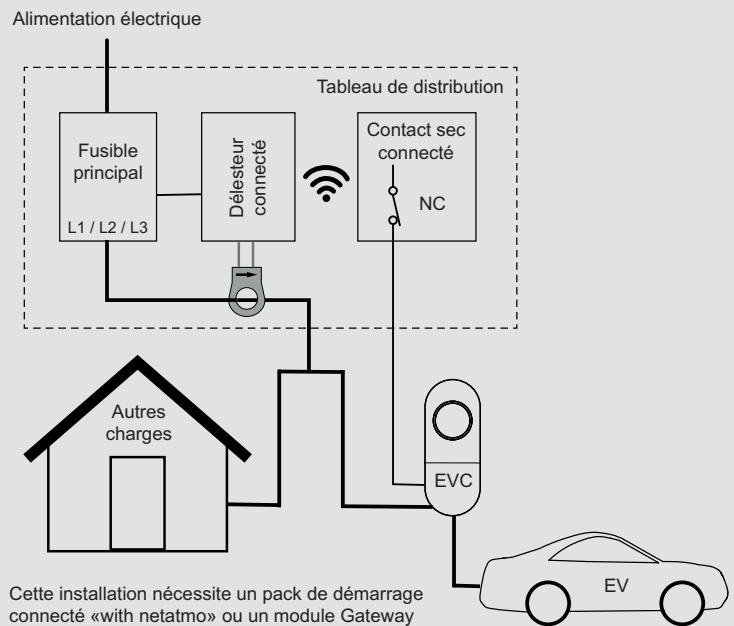 Alimentation électrique
Tableau de distribution
Fusible
principal
L1 / L2 / L3
Délesteur
connecté
Contact sec
connecté
NC
Autres
charges
EVC
EV
Cette installation nécessite un pack de démarrage
connecté «with netatmo» ou un module Gateway